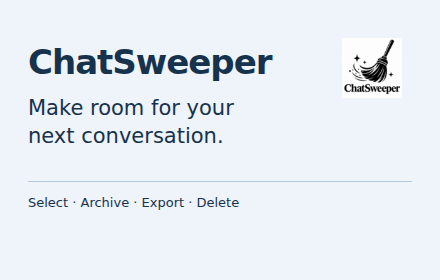 ChatSweeper
ChatSweeper
Make room for your
next conversation.
Select · Archive · Export · Delete